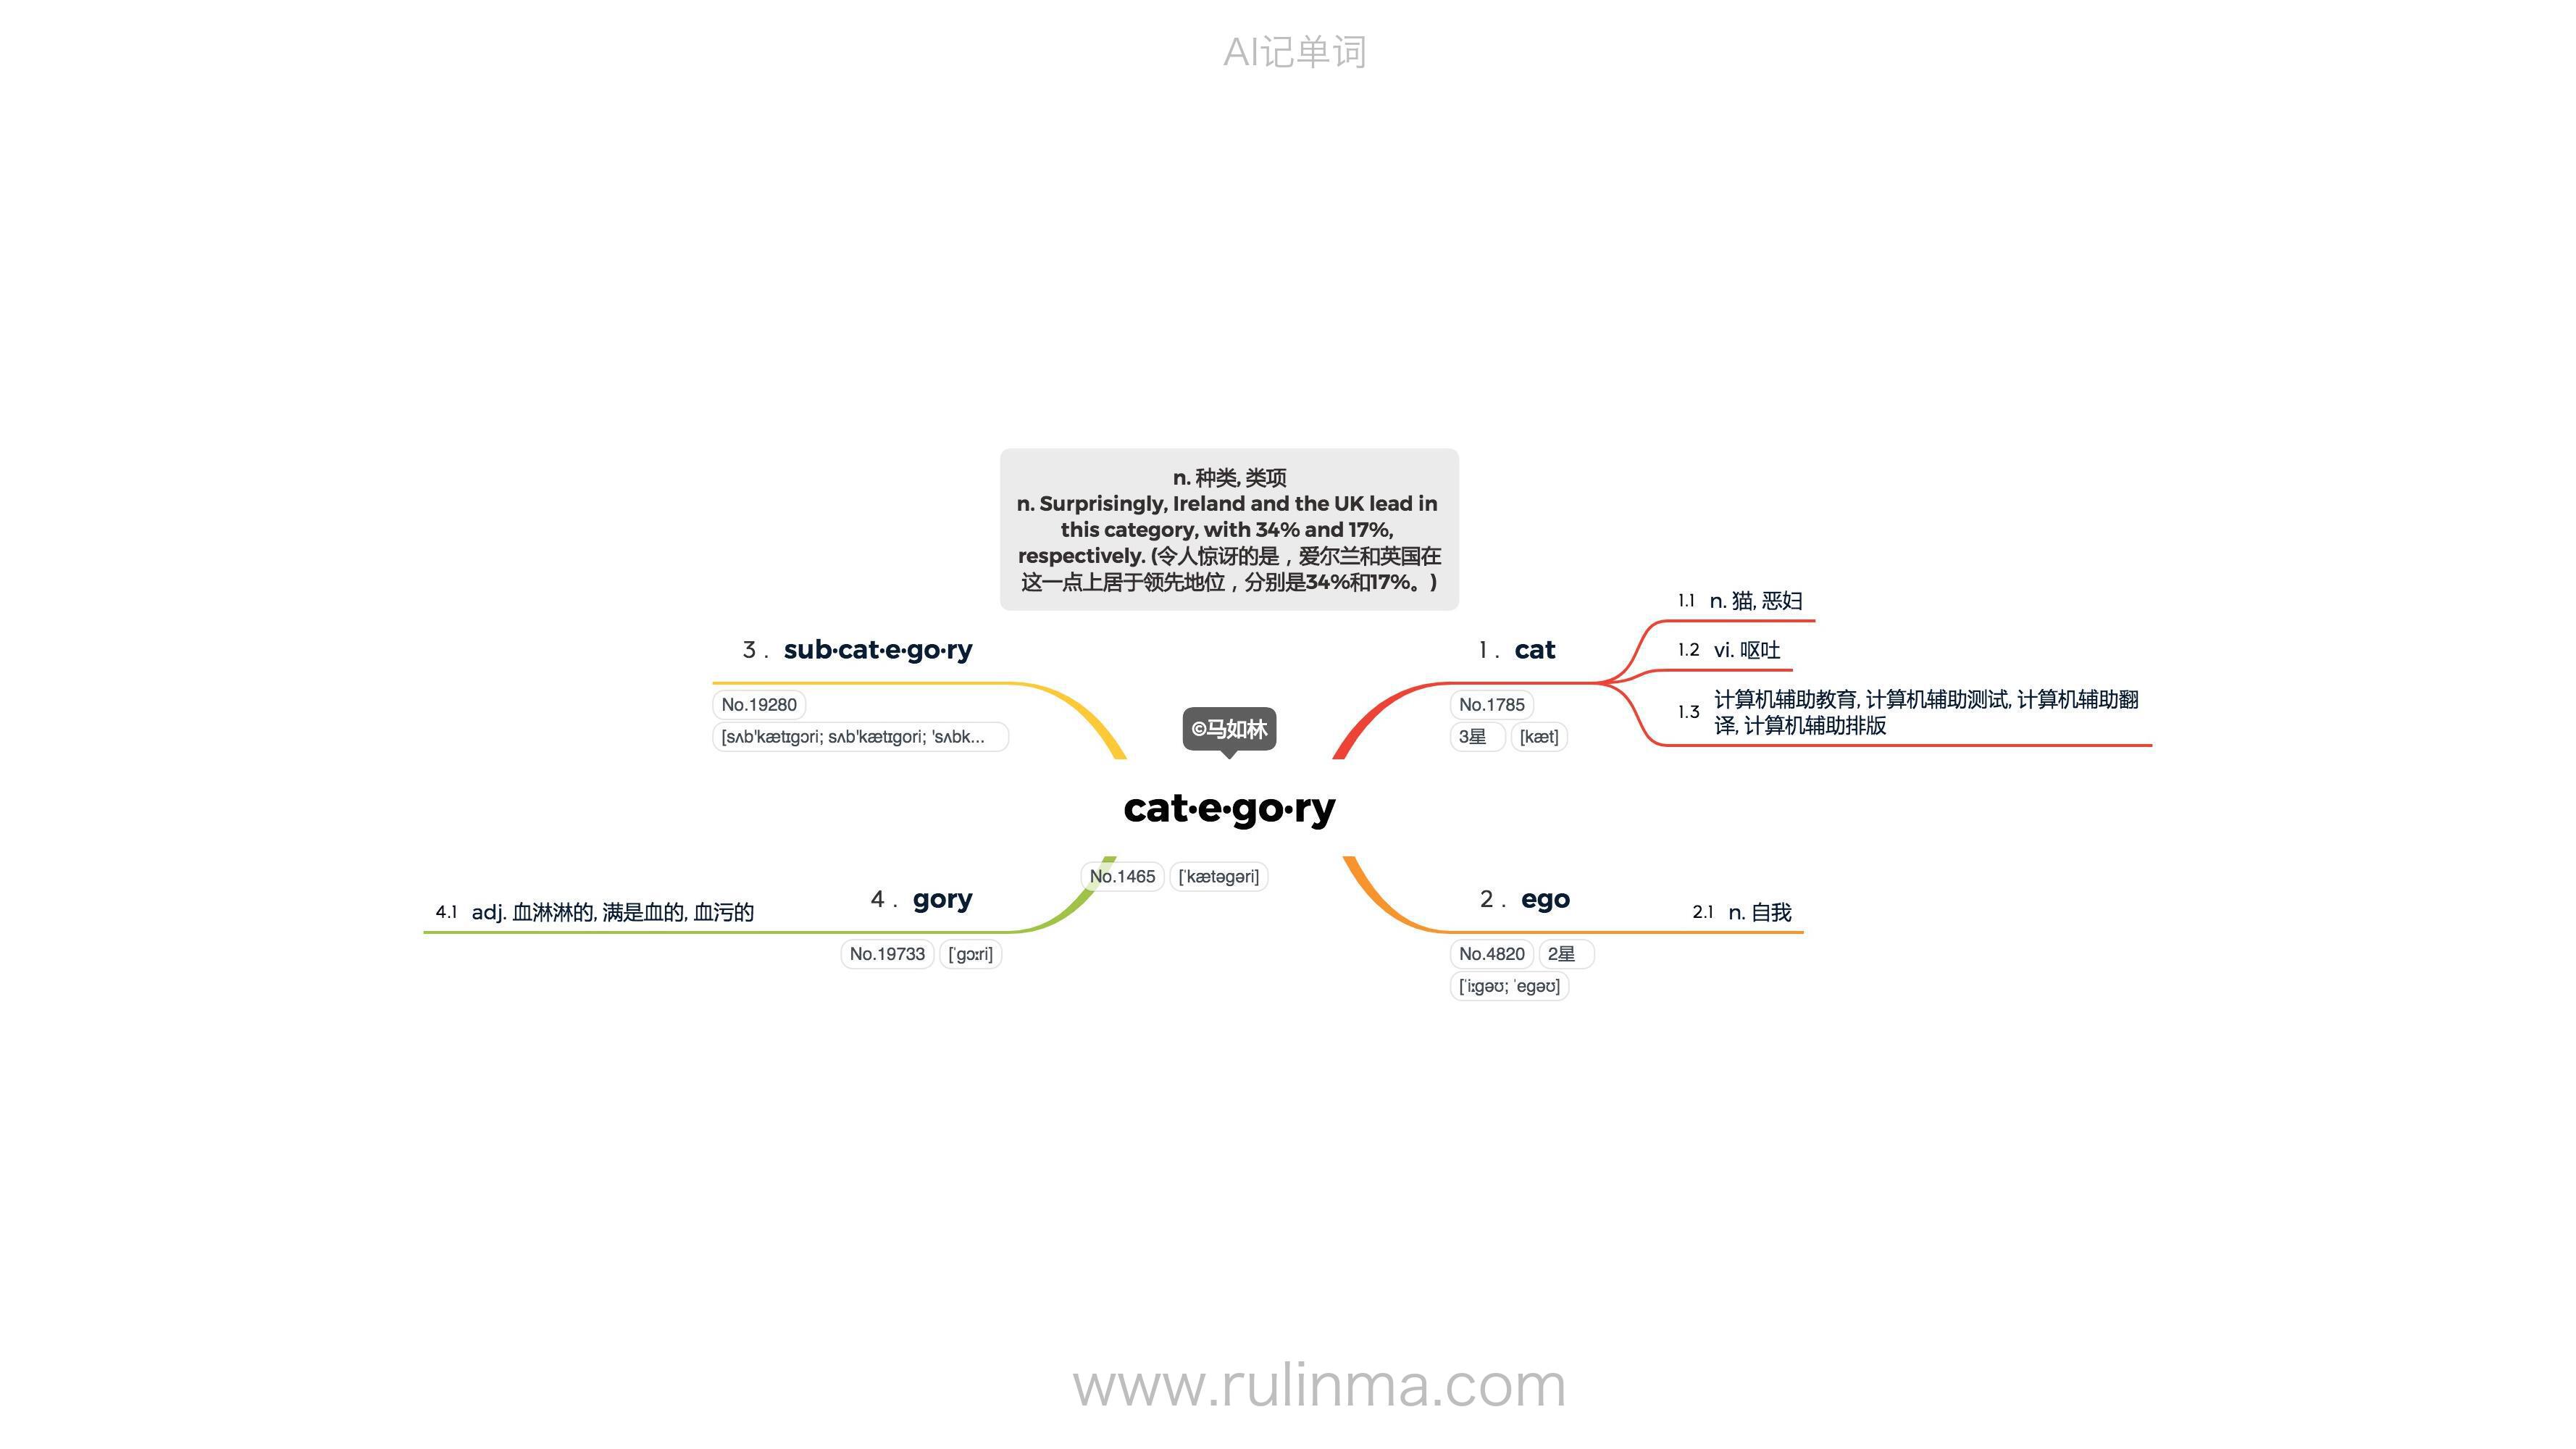 AI记单词
n. 种类, 类项
n. Surprisingly, Ireland and the UK lead in
this category, with 34% and 17%,
respectively. (令人惊讶的是，爱尔兰和英国在
这一点上居于领先地位，分别是34%和17%。)
©马如林
cat·e·go·ry
No.1465 [ˈkætəgəri]
1 . cat
No.1785
3星 [kæt]
1.1 n. 猫, 恶妇
1.2 vi. 呕吐
1.3 计算机辅助教育, 计算机辅助测试, 计算机辅助翻
译, 计算机辅助排版
2 . ego
No.4820 2星
[ˈiːgəʊ; ˈegəʊ]
2.1 n. 自我
3 . sub·cat·e·go·ry
No.19280
[sʌb'kætɪgɔri; sʌb'kætɪgori; 'sʌbk...
4 . gory
No.19733 [ˈgɔːri]
4.1 adj. 血淋淋的, 满是血的, 血污的
www.rulinma.com